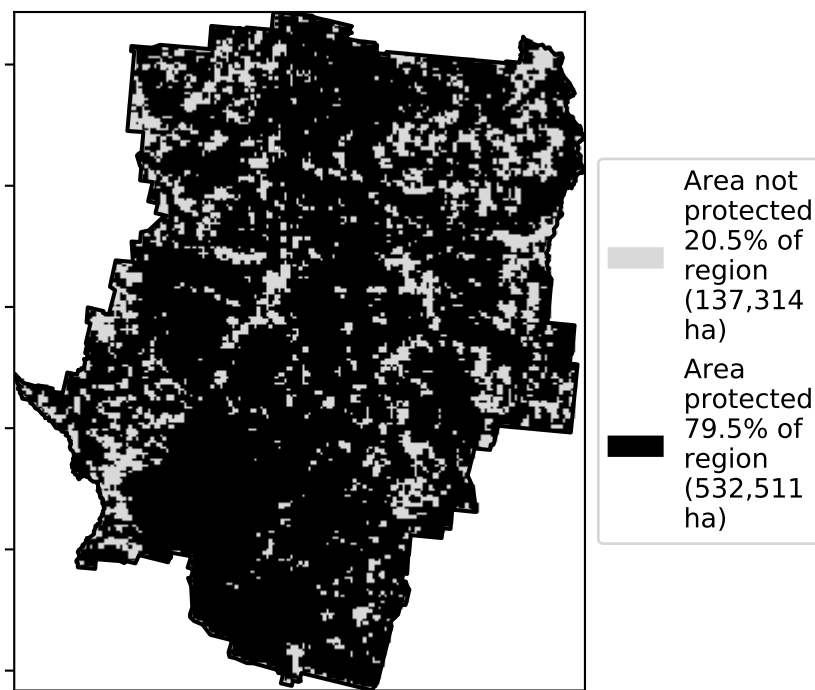 Area not
protected
20.5% of
region
(137,314
ha)
Area
protected
79.5% of
region
(532,511
ha)